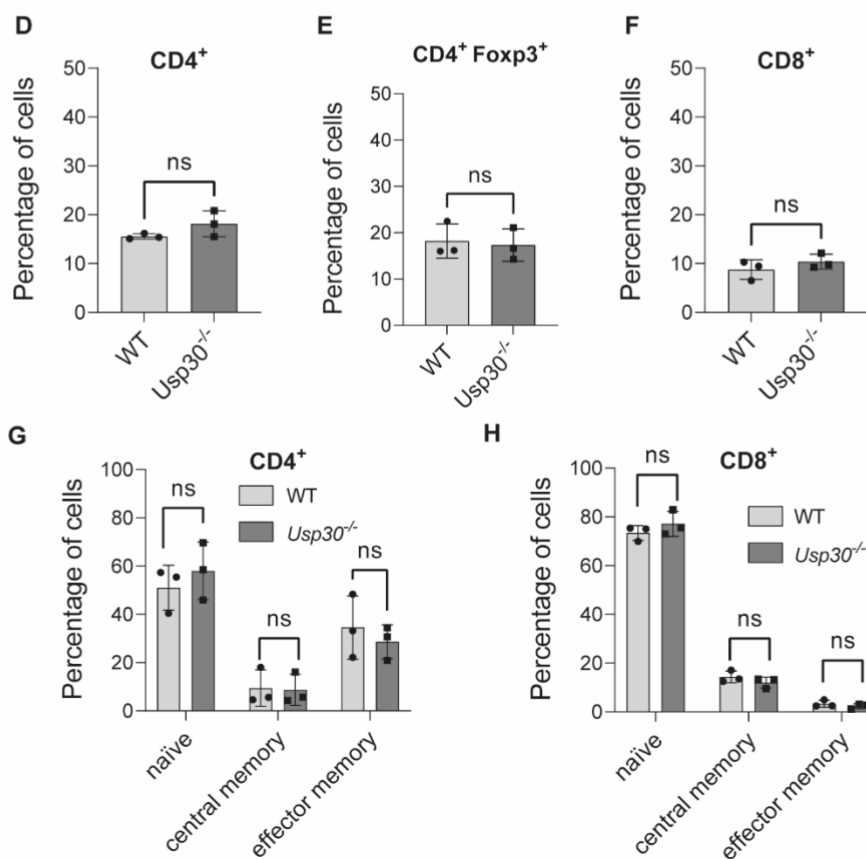 D
CD4⁺
Percentage of cells
50
40
30
20
10
0
ns
WT
Usp30⁻/⁻
E
CD4⁺ Foxp3⁺
Percentage of cells
50
40
30
20
10
0
ns
WT
Usp30⁻/⁻
F
CD8⁺
Percentage of cells
50
40
30
20
10
0
ns
WT
Usp30⁻/⁻
G
CD4⁺
Percentage of cells
100
80
60
40
20
0
ns
ns
ns
WT
Usp30⁻/⁻
naïve
central memory
effector memory
H
CD8⁺
Percentage of cells
100
80
60
40
20
0
ns
ns
ns
WT
Usp30⁻/⁻
naïve
central memory
effector memory